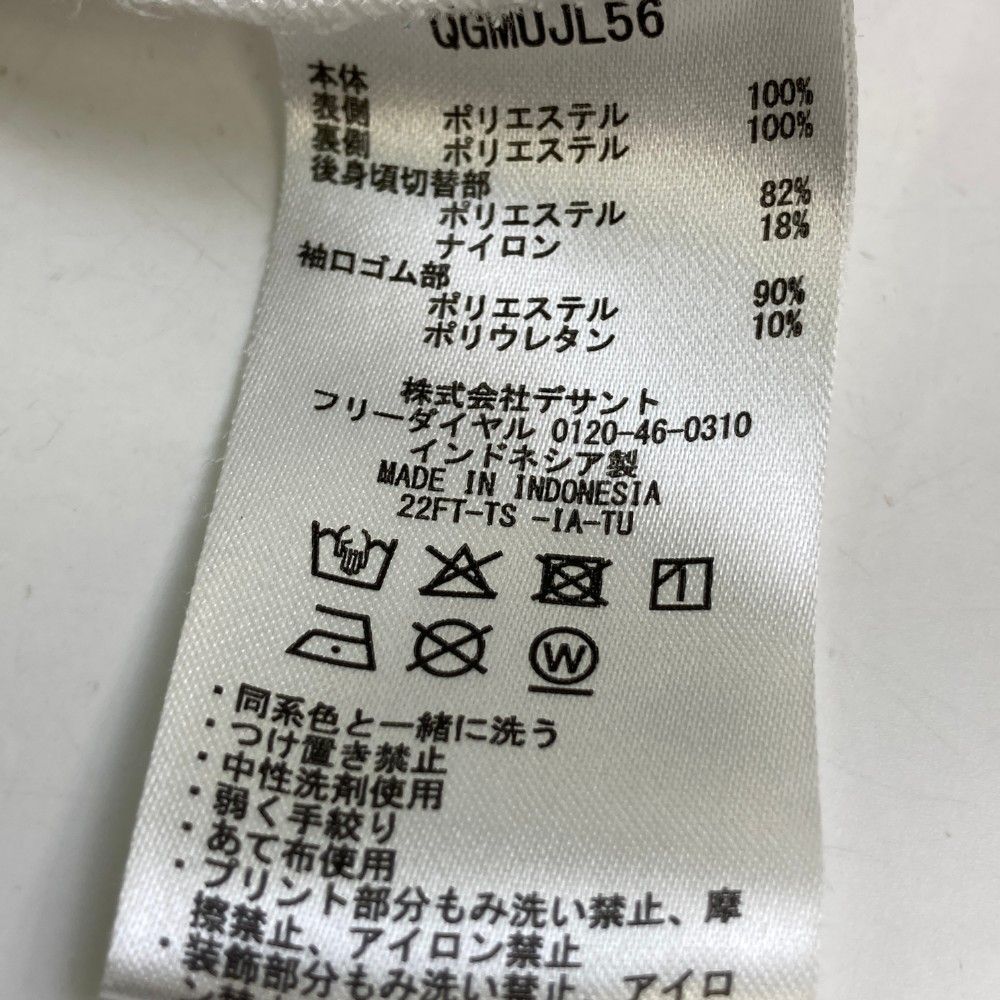 QGMUJL56
本体
表側 ポリエステル 100%
裏側 ポリエステル 100%
後身頃切替部
ポリエステル 82%
ナイロン 18%
袖口ゴム部
ポリエステル 90%
ポリウレタン 10%
株式会社デサント
フリーダイヤル 0120-46-0310
インドネシア製
MADE IN INDONESIA
22FT-TS -IA-TU
W
・同系色と一緒に洗う
・つけ置き禁止
・中性洗剤使用
・弱く手絞り
・あて布使用
・プリント部分もみ洗い禁止、摩
擦禁止、アイロン禁止
・装飾部分もみ洗い禁止、アイロ
ン禁止